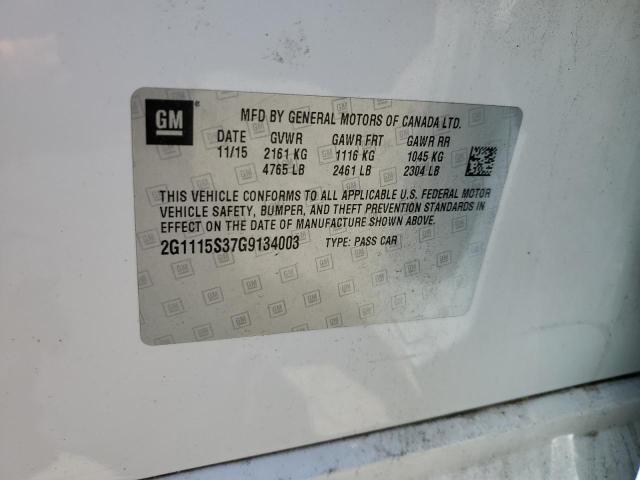 GM
MFD BY GENERAL MOTORS OF CANADA LTD.
DATE GVWR GAWR FRT GAWR RR
11/15 2161 KG 1116 KG 1045 KG
4765 LB 2461 LB 2304 LB
THIS VEHICLE CONFORMS TO ALL APPLICABLE U.S. FEDERAL MOTOR
VEHICLE SAFETY, BUMPER, AND THEFT PREVENTION STANDARDS IN
EFFECT ON THE DATE OF MANUFACTURE SHOWN ABOVE.
2G1115S37G9134003 TYPE: PASS CAR